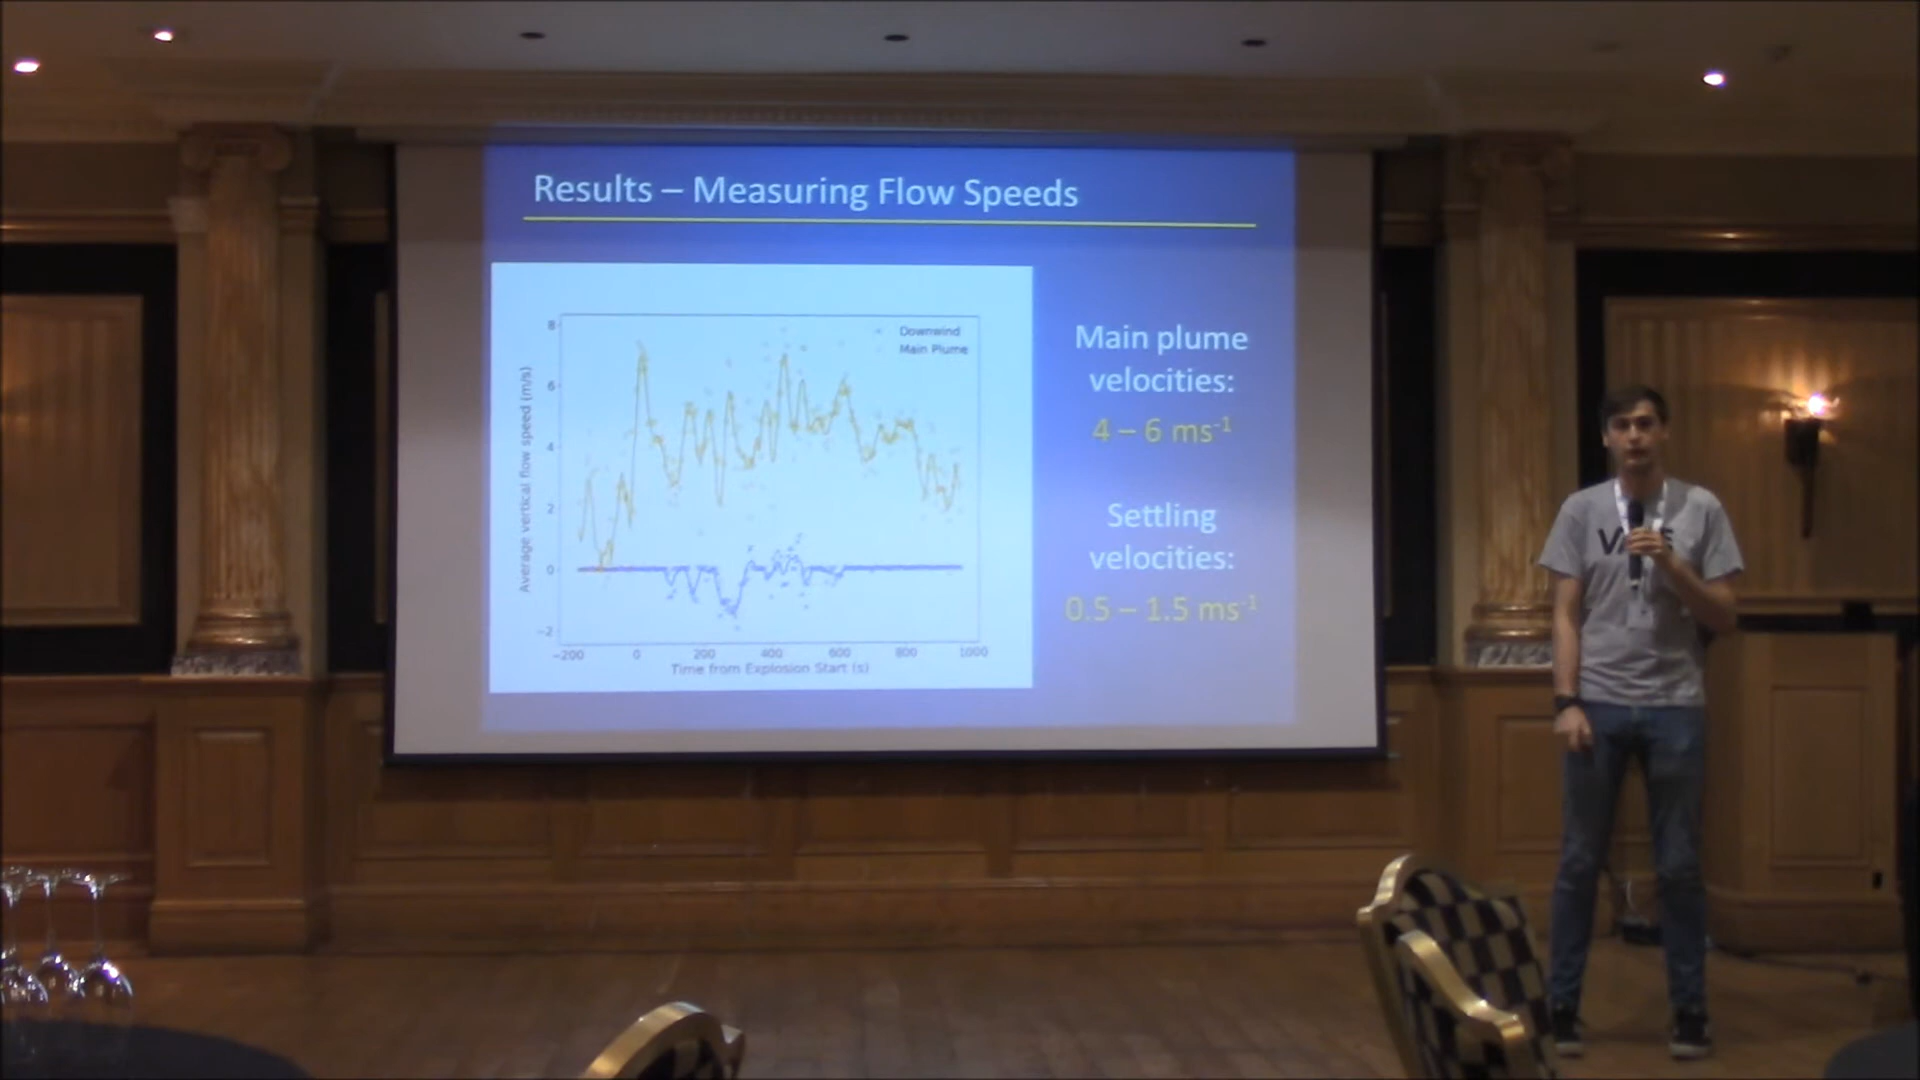 Results – Measuring Flow Speeds
Downwind
Main Plume
8
6
4
2
0
−2
Average vertical flow speed (m/s)
−200
0
200
400
600
800
1000
Time from Explosion Start (s)
Main plume
velocities:
4 – 6 ms⁻¹
Settling
velocities:
0.5 – 1.5 ms⁻¹